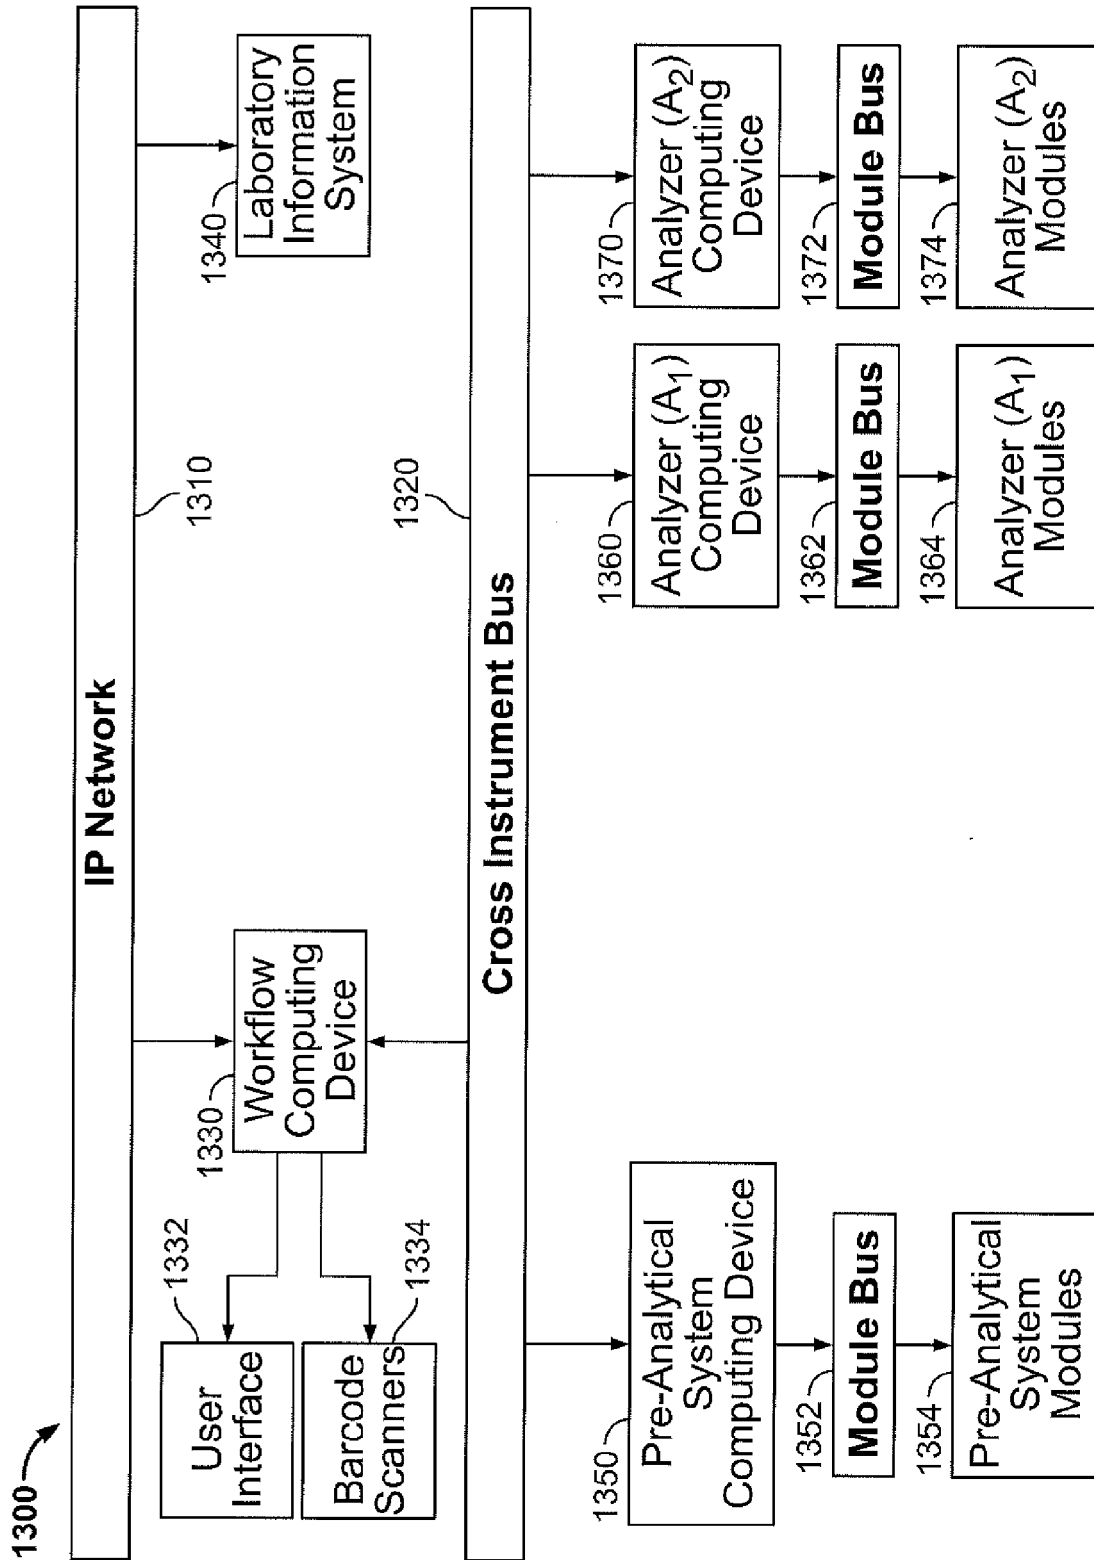 1300
IP Network
1310
1332
User
Interface
1334
Barcode
Scanners
1330
Workflow
Computing
Device
1340
Laboratory
Information
System
Cross Instrument Bus
1320
1350
Pre-Analytical
System
Computing Device
1352
Module Bus
1354
Pre-Analytical
System
Modules
1360
Analyzer (A1)
Computing
Device
1362
Module Bus
1364
Analyzer (A1)
Modules
1370
Analyzer (A2)
Computing
Device
1372
Module Bus
1374
Analyzer (A2)
Modules